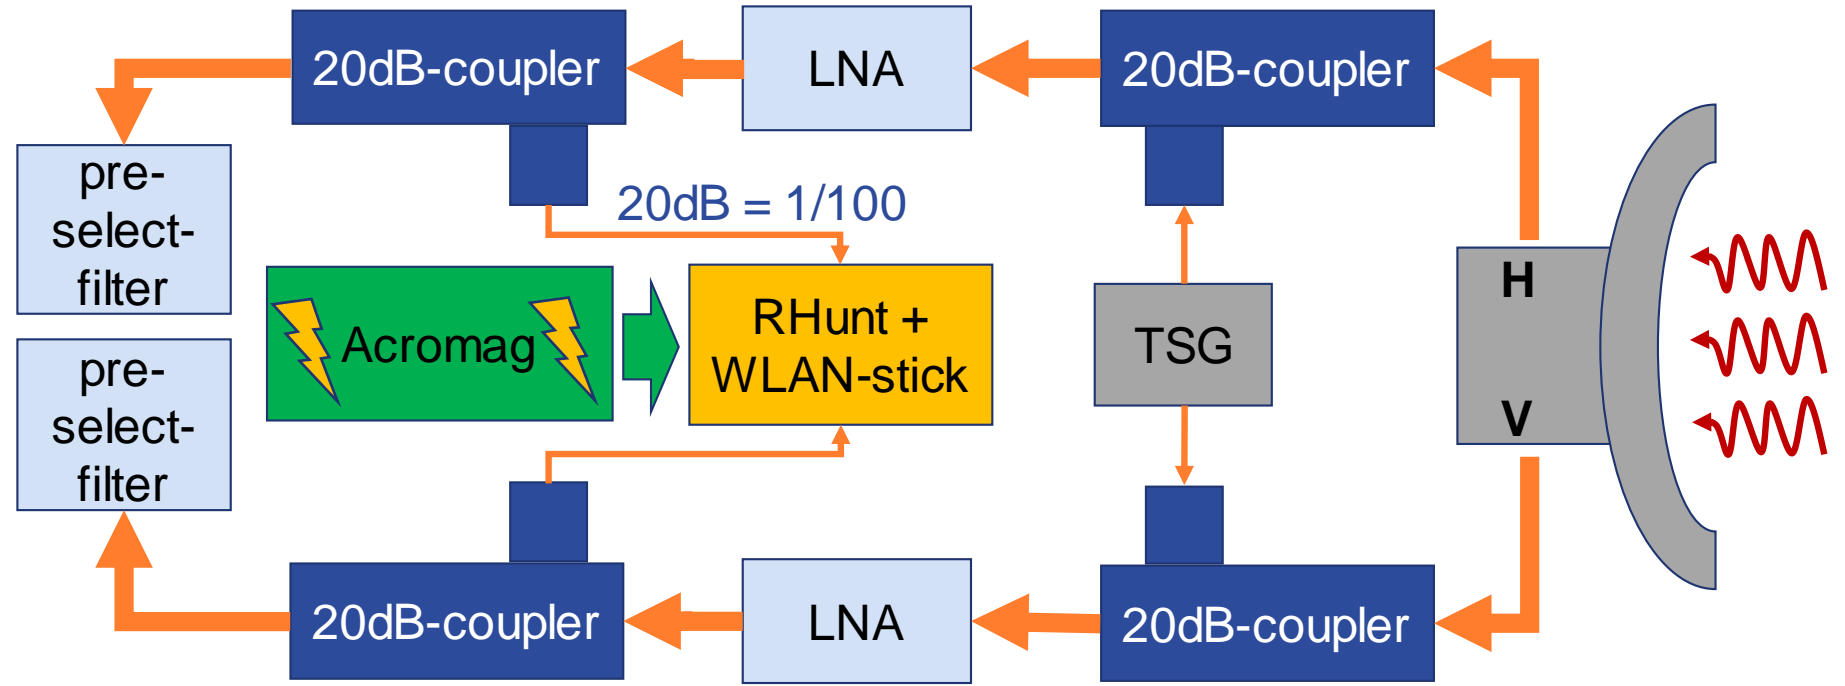 20dB-coupler
LNA
20dB-coupler
pre-
select-
filter
20dB = 1/100
H
Acromag
RHunt +
WLAN-stick
TSG
pre-
select-
filter
V
20dB-coupler
LNA
20dB-coupler